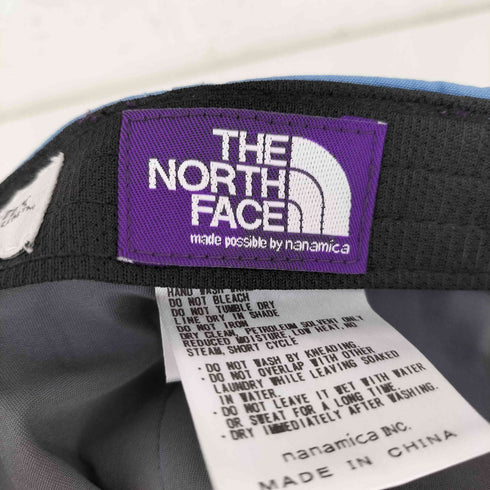 THE
NORTH
FACE
made possible by nanamica
HAND WASH
DO NOT BLEACH
DO NOT TUMBLE DRY
LINE DRY IN SHADE
DO NOT IRON
DRY CLEAN, PETROLEUM SOLVENT ONLY
REDUCED MOISTURE, LOW HEAT, NO
STEAM, SHORT CYCLE
・DO NOT WASH BY KNEADING.
・DO NOT OVERLAP WITH OTHER
LAUNDRY WHILE LEAVING SOAKED
IN WATER.
・DO NOT LEAVE IT WET WITH WATER
OR SWEAT FOR A LONG TIME.
・DRY IMMEDIATELY AFTER WASHING.
nanamica INC.
MADE IN CHINA